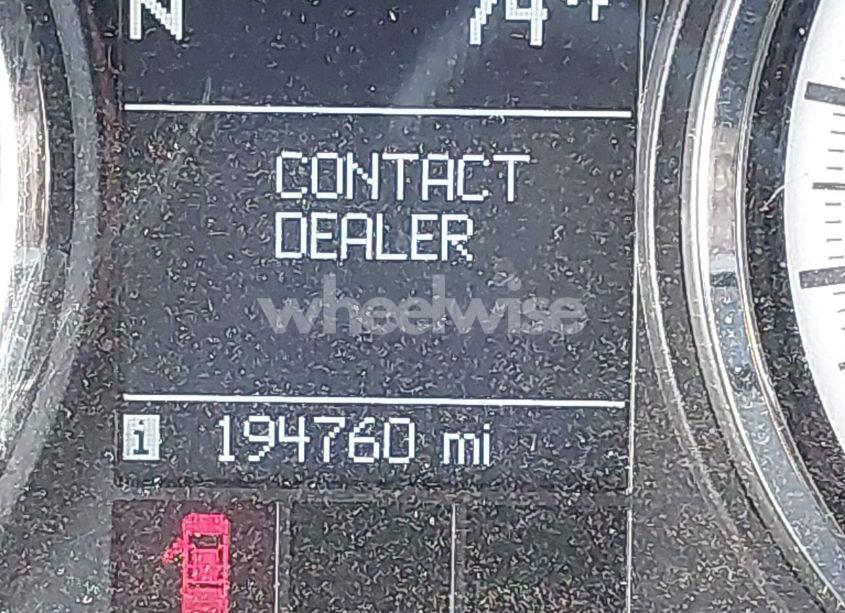 N 74°F
CONTACT
DEALER
wheelwise
i 194760 mi